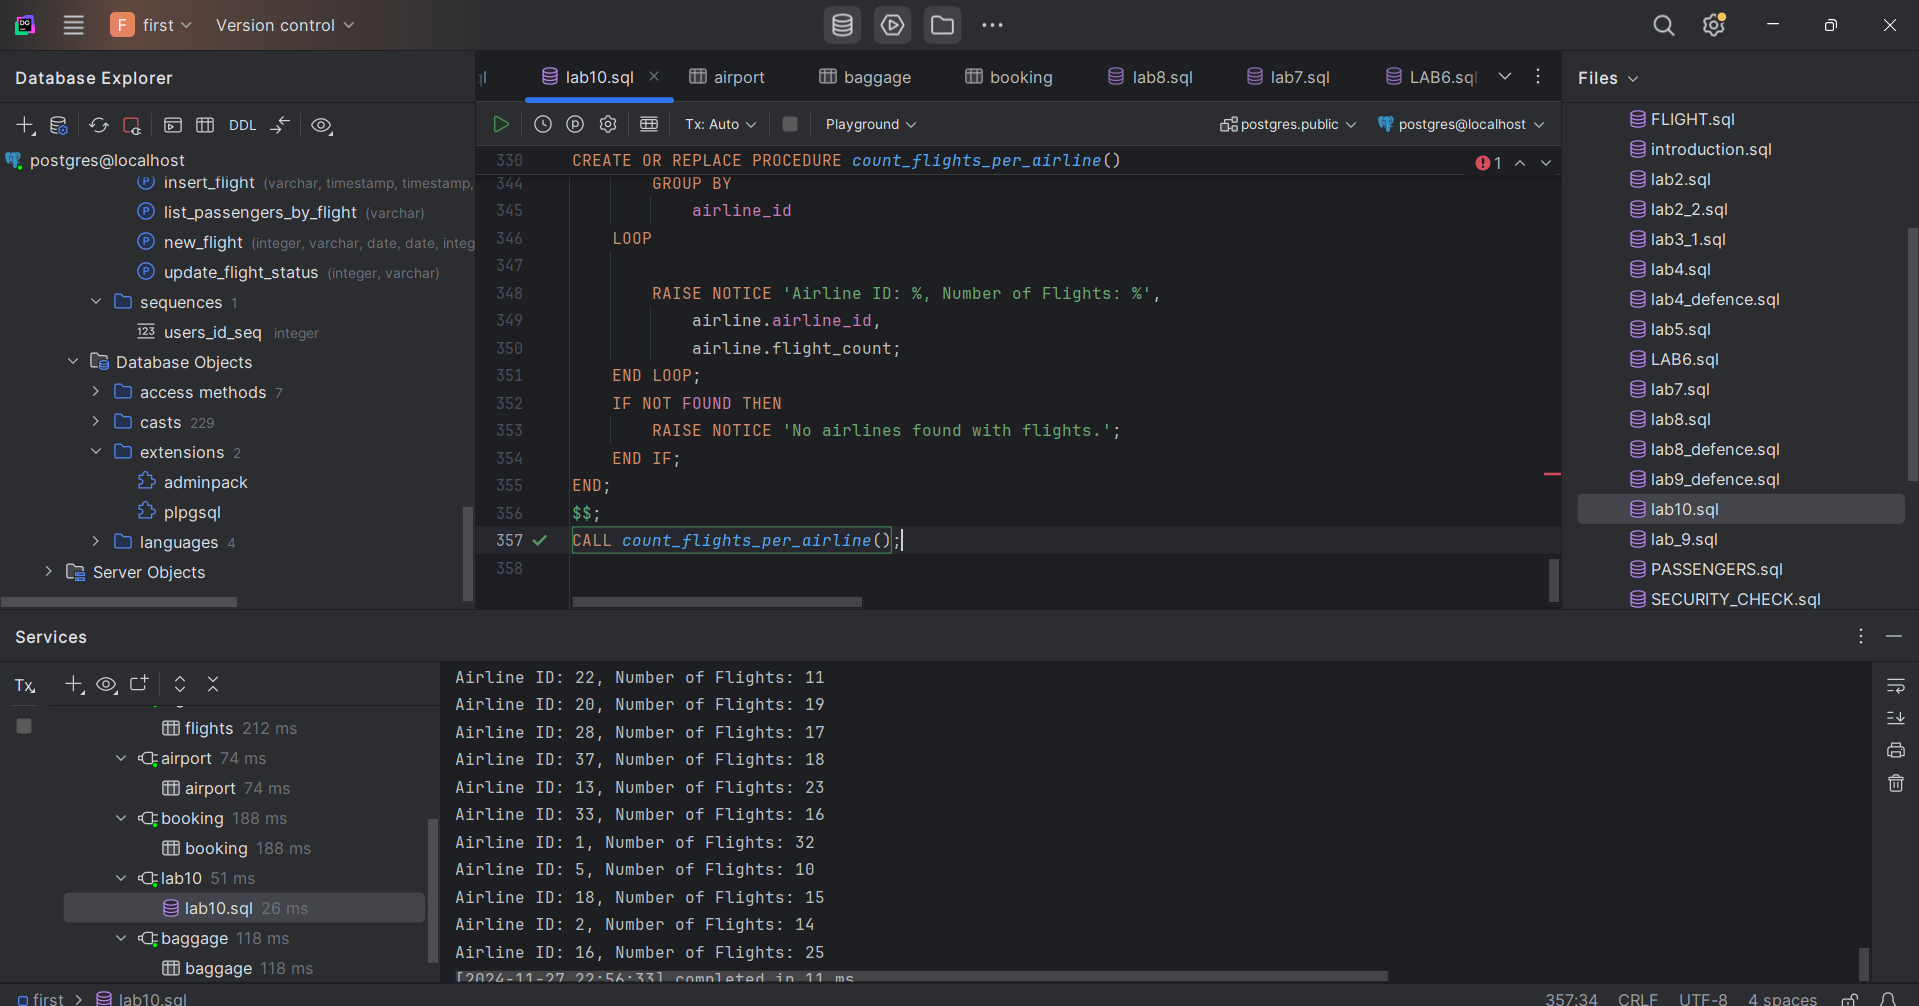 F first
Version control
Database Explorer
DDL
postgres@localhost
insert_flight (varchar, timestamp, timestamp,
list_passengers_by_flight (varchar)
new_flight (integer, varchar, date, date, integ
update_flight_status (integer, varchar)
sequences 1
users_id_seq integer
Database Objects
access methods 7
casts 229
extensions 2
adminpack
plpgsql
languages 4
Server Objects
lab10.sql
airport
baggage
booking
lab8.sql
lab7.sql
LAB6.sql
Tx: Auto
Playground
postgres.public
postgres@localhost
1
330 CREATE OR REPLACE PROCEDURE count_flights_per_airline()
344 GROUP BY
345 airline_id
346 LOOP
347
348 RAISE NOTICE 'Airline ID: %, Number of Flights: %',
349 airline.airline_id,
350 airline.flight_count;
351 END LOOP;
352 IF NOT FOUND THEN
353 RAISE NOTICE 'No airlines found with flights.';
354 END IF;
355 END;
356 $$;
357 CALL count_flights_per_airline();
358
Files
FLIGHT.sql
introduction.sql
lab2.sql
lab2_2.sql
lab3_1.sql
lab4.sql
lab4_defence.sql
lab5.sql
LAB6.sql
lab7.sql
lab8.sql
lab8_defence.sql
lab9_defence.sql
lab10.sql
lab_9.sql
PASSENGERS.sql
SECURITY_CHECK.sql
Services
Tx
flights 212 ms
airport 74 ms
airport 74 ms
booking 188 ms
booking 188 ms
lab10 51 ms
lab10.sql 26 ms
baggage 118 ms
baggage 118 ms
Airline ID: 22, Number of Flights: 11
Airline ID: 20, Number of Flights: 19
Airline ID: 28, Number of Flights: 17
Airline ID: 37, Number of Flights: 18
Airline ID: 13, Number of Flights: 23
Airline ID: 33, Number of Flights: 16
Airline ID: 1, Number of Flights: 32
Airline ID: 5, Number of Flights: 10
Airline ID: 18, Number of Flights: 15
Airline ID: 2, Number of Flights: 14
Airline ID: 16, Number of Flights: 25
[2024-11-27 22:56:33] completed in 11 ms
first > lab10.sql
357:34 CRLF UTF-8 4 spaces